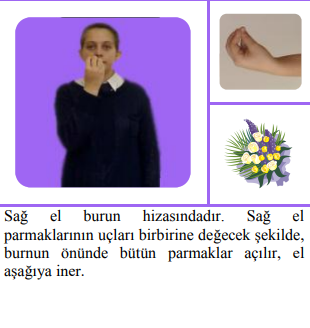 Sağ el burun hizasındadır. Sağ el
parmaklarının uçları birbirine değecek şekilde,
burnun önünde bütün parmaklar açılır, el
aşağıya iner.